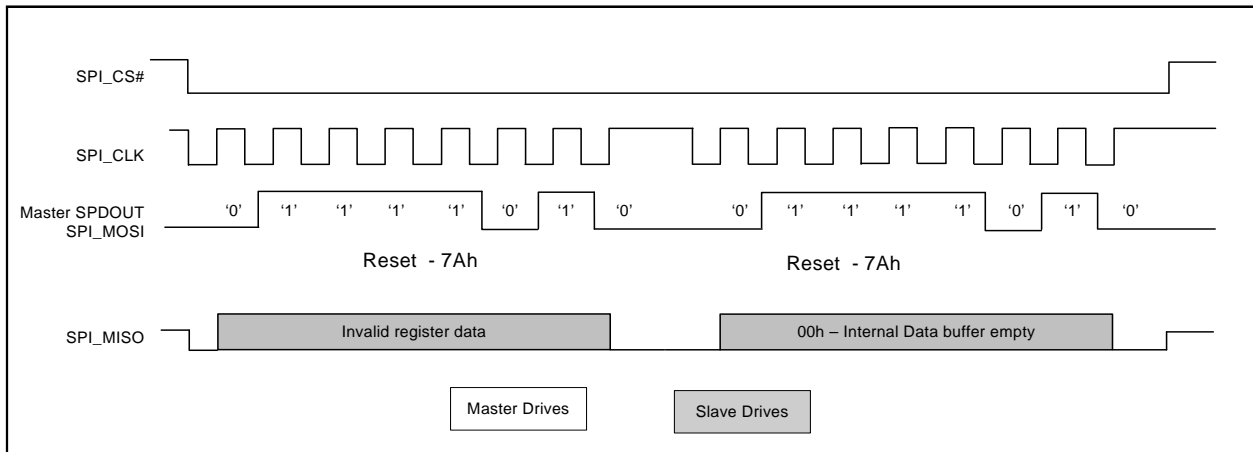 SPI_CS#
SPI_CLK
Master SPDOUT
SPI_MOSI
‘0’ ‘1’ ‘1’ ‘1’ ‘1’ ‘0’ ‘1’ ‘0’ ‘0’ ‘1’ ‘1’ ‘1’ ‘1’ ‘0’ ‘1’ ‘0’
Reset - 7Ah
Reset - 7Ah
SPI_MISO
Invalid register data
00h – Internal Data buffer empty
Master Drives
Slave Drives